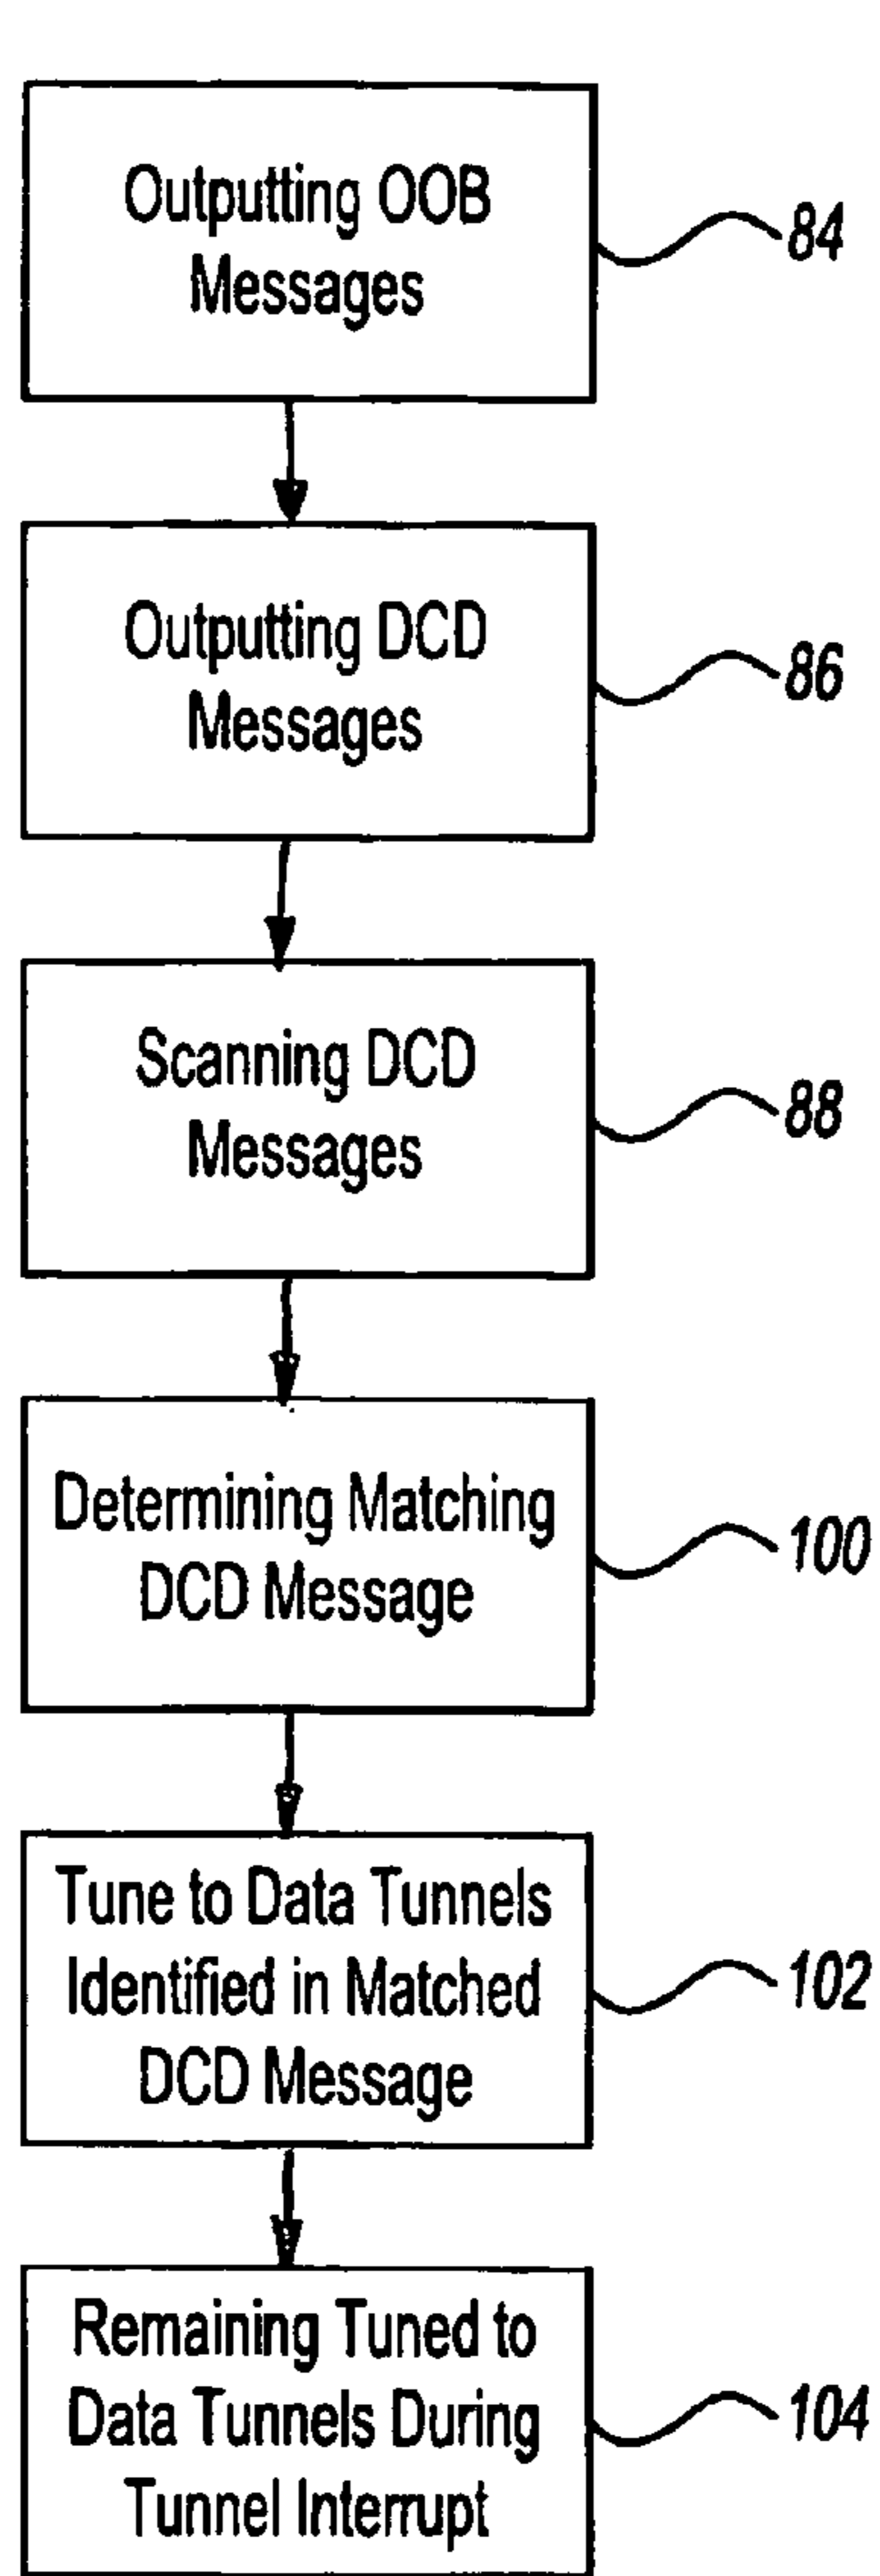 Outputting OOB
Messages
84
Outputting DCD
Messages
86
Scanning DCD
Messages
88
Determining Matching
DCD Message
100
Tune to Data Tunnels
Identified in Matched
DCD Message
102
Remaining Tuned to
Data Tunnels During
Tunnel Interrupt
104